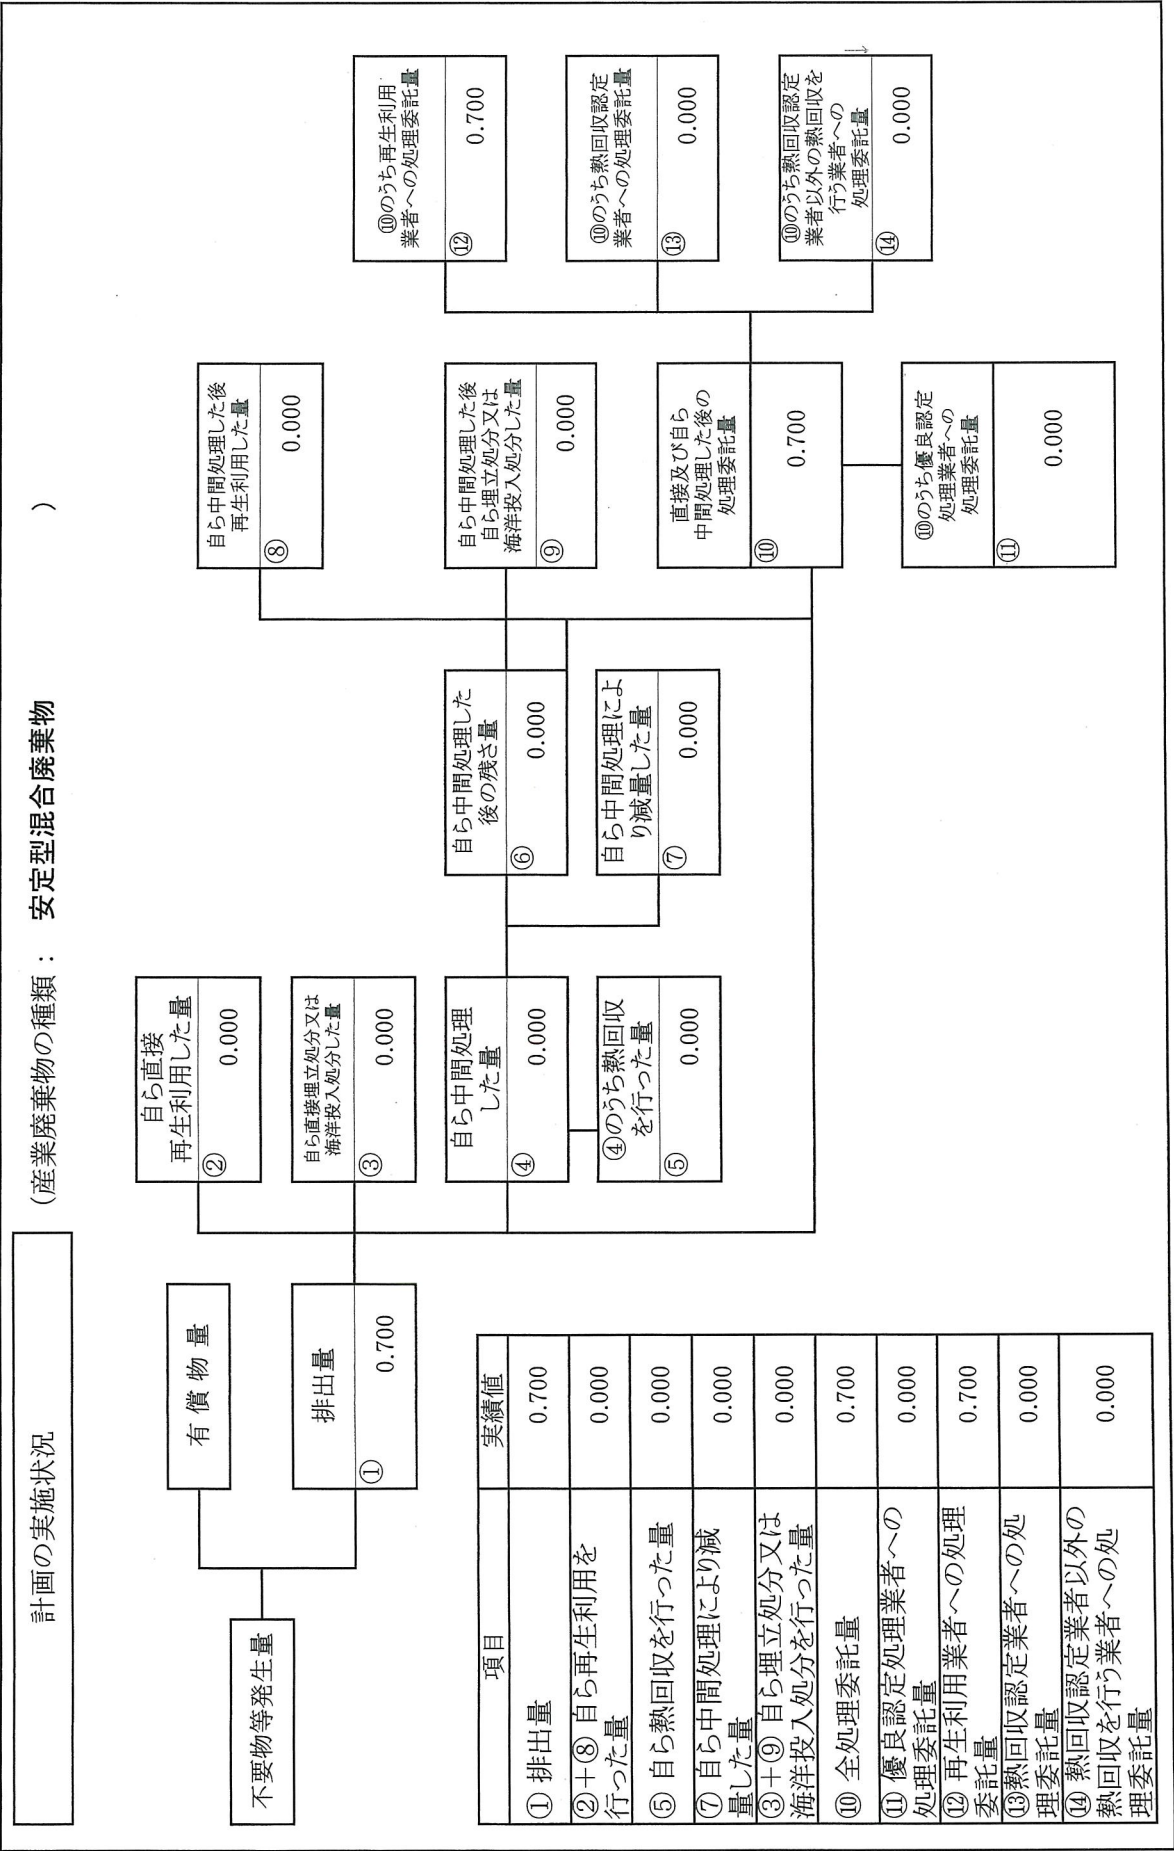 計画の実施状況
(産業廃棄物の種類： 安定型混合廃棄物 )
不要物等発生量
有償物量
排出量
① 0.700
自ら直接
再生利用した量
② 0.000
自ら直接埋立処分又は
海洋投入処分した量
③ 0.000
自ら中間処理
した量
④ 0.000
④のうち熱回収
を行った量
⑤ 0.000
自ら中間処理した
後の残さ量
⑥ 0.000
自ら中間処理によ
り減量した量
⑦ 0.000
自ら中間処理した後
再生利用した量
⑧ 0.000
自ら中間処理した後
自ら埋立処分又は
海洋投入処分した量
⑨ 0.000
直接及び自ら
中間処理した後の
処理委託量
⑩ 0.700
⑩のうち優良認定
処理業者への
処理委託量
⑪ 0.000
⑩のうち再生利用
業者への処理委託量
⑫ 0.700
⑩のうち熱回収認定
業者への処理委託量
⑬ 0.000
⑩のうち熱回収認定
業者以外の熱回収を
行う業者への
処理委託量
⑭ 0.000
項目 実績値
① 排出量 0.700
②＋⑧ 自ら再生利用を
行った量 0.000
⑤ 自ら熱回収を行った量 0.000
⑦ 自ら中間処理により減
量した量 0.000
③＋⑨ 自ら埋立処分又は
海洋投入処分を行った量 0.000
⑩ 全処理委託量 0.700
⑪ 優良認定処理業者への
処理委託量 0.000
⑫ 再生利用業者への処理
委託量 0.700
⑬熱回収認定業者への処
理委託量 0.000
⑭ 熱回収認定業者以外の
熱回収を行う業者への処
理委託量 0.000